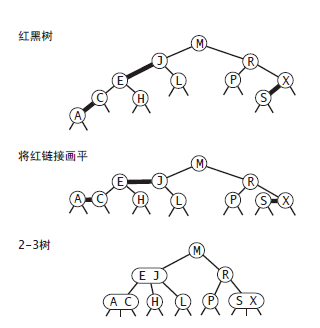 红黑树
M
J R
E L P X
C H S
A
将红链接画平
M
E J R
A C H L P S X
2-3树
M
E J R
A C H L P S X